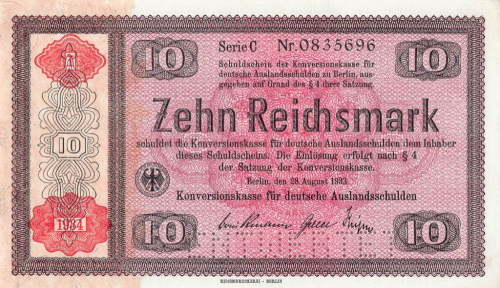 10
Serie C Nr. 0835696
10
Schuldschein der Konversionskasse für
deutsche Auslandsschulden zu Berlin, aus-
gegeben auf Grund des § 4 ihrer Satzung.
Zehn Reichsmark
10
schuldet die Konversionskasse für deutsche Auslandsschulden dem Inhaber
dieses Schuldscheins. Die Einlösung erfolgt nach § 4
der Satzung der Konversionskasse.
Berlin, den 28. August 1933
Konversionskasse für deutsche Auslandsschulden
1934
10
10
REICHSDRUCKEREI - BERLIN